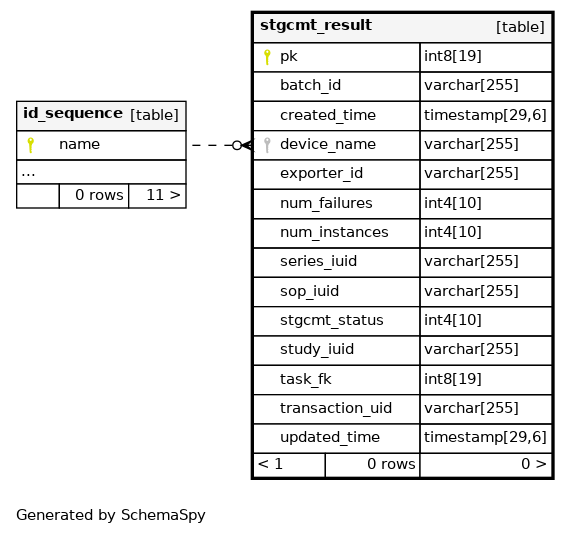 id_sequence [table]
name
...
0 rows 11 >
stgcmt_result [table]
pk int8[19]
batch_id varchar[255]
created_time timestamp[29,6]
device_name varchar[255]
exporter_id varchar[255]
num_failures int4[10]
num_instances int4[10]
series_iuid varchar[255]
sop_iuid varchar[255]
stgcmt_status int4[10]
study_iuid varchar[255]
task_fk int8[19]
transaction_uid varchar[255]
updated_time timestamp[29,6]
< 1 0 rows 0 >
Generated by SchemaSpy